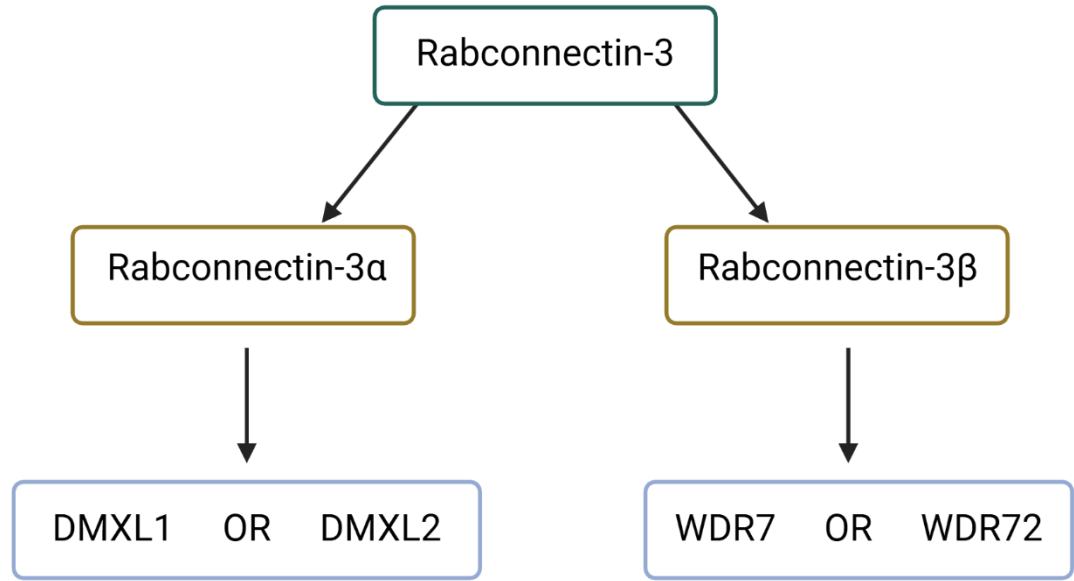 Rabconnectin-3
Rabconnectin-3α
Rabconnectin-3β
DMXL1 OR DMXL2
WDR7 OR WDR72